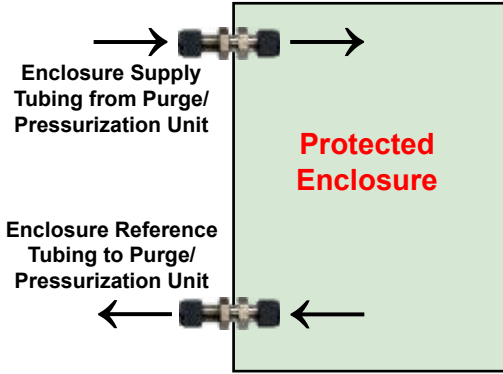 Enclosure Supply
Tubing from Purge/
Pressurization Unit
Protected
Enclosure
Enclosure Reference
Tubing to Purge/
Pressurization Unit